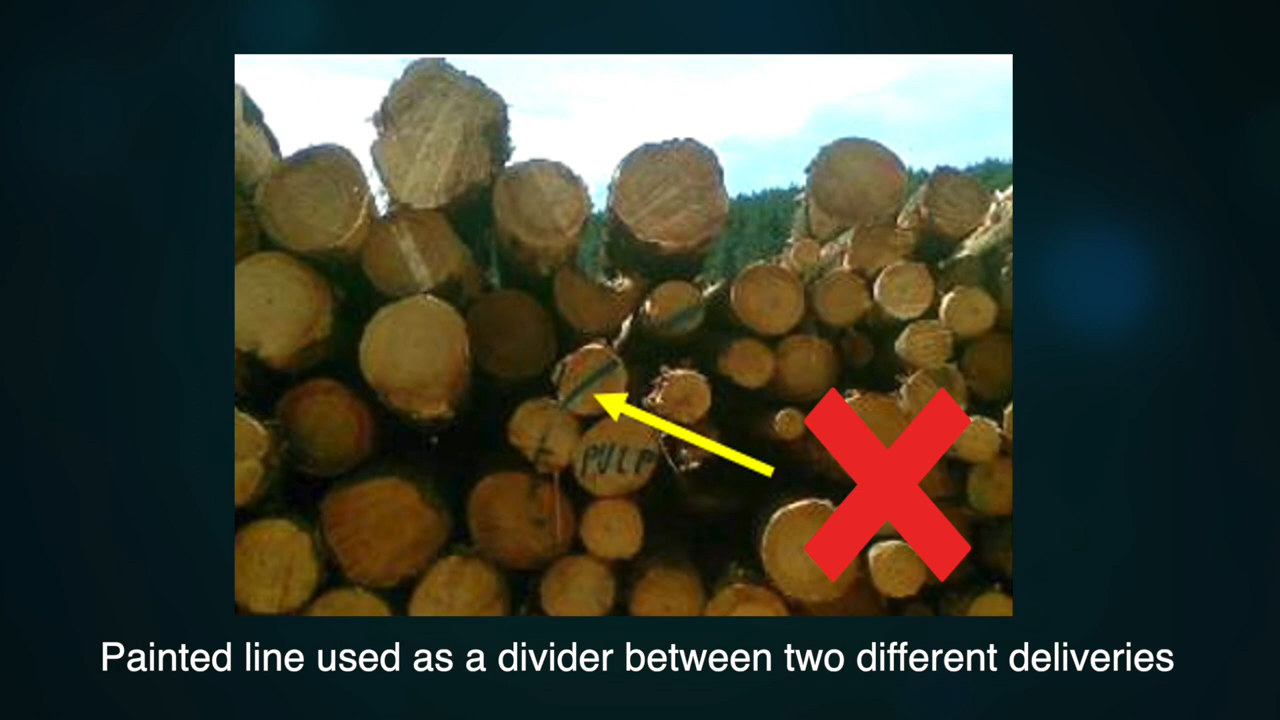 PULP
Painted line used as a divider between two different deliveries